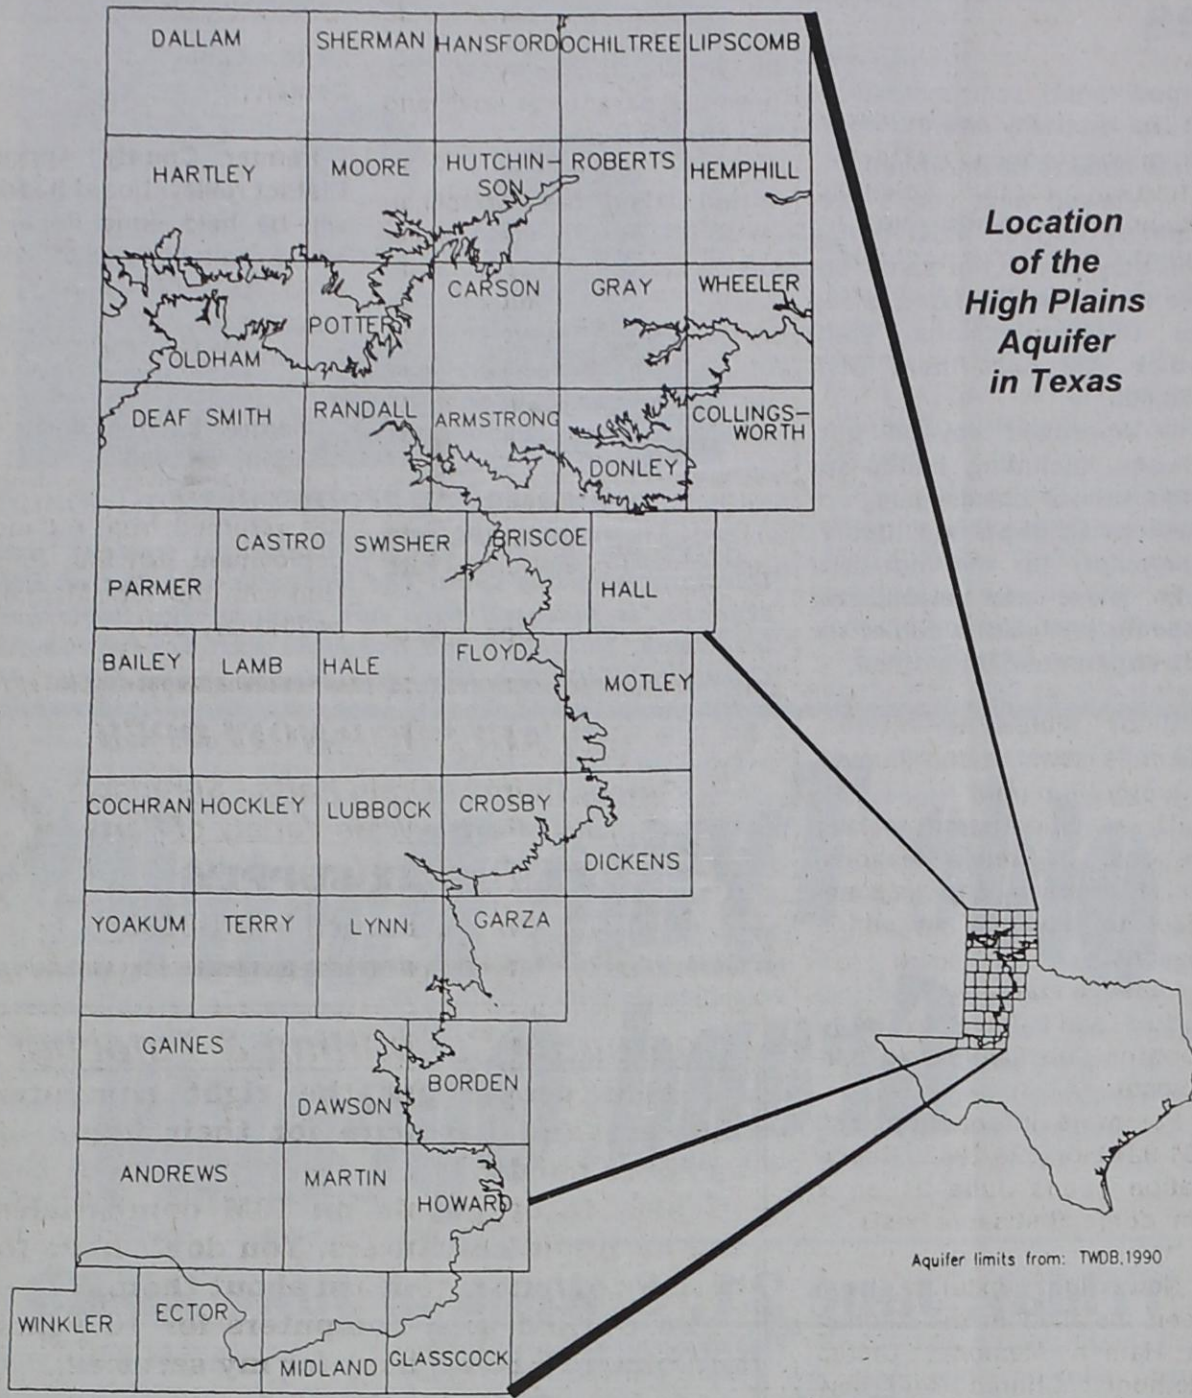 DALLAM SHERMAN HANSFORD OCHILTREE LIPSCOMB
HARTLEY MOORE HUTCHIN- ROBERTS HEMPHILL
SON
Location
of the
High Plains
Aquifer
in Texas
CARSON GRAY WHEELER
POTTER
OLDHAM
DEAF SMITH RANDALL ARMSTRONG COLLINGS-
WORTH
DONLEY
CASTRO SWISHER BRISCOE
PARMER HALL
BAILEY LAMB HALE FLOYD
MOTLEY
COCHRAN HOCKLEY LUBBOCK CROSBY
DICKENS
YOAKUM TERRY LYNN GARZA
GAINES
BORDEN
DAWSON
ANDREWS MARTIN
HOWARD
Aquifer limits from: TWDB,1990
WINKLER ECTOR
MIDLAND GLASSCOCK